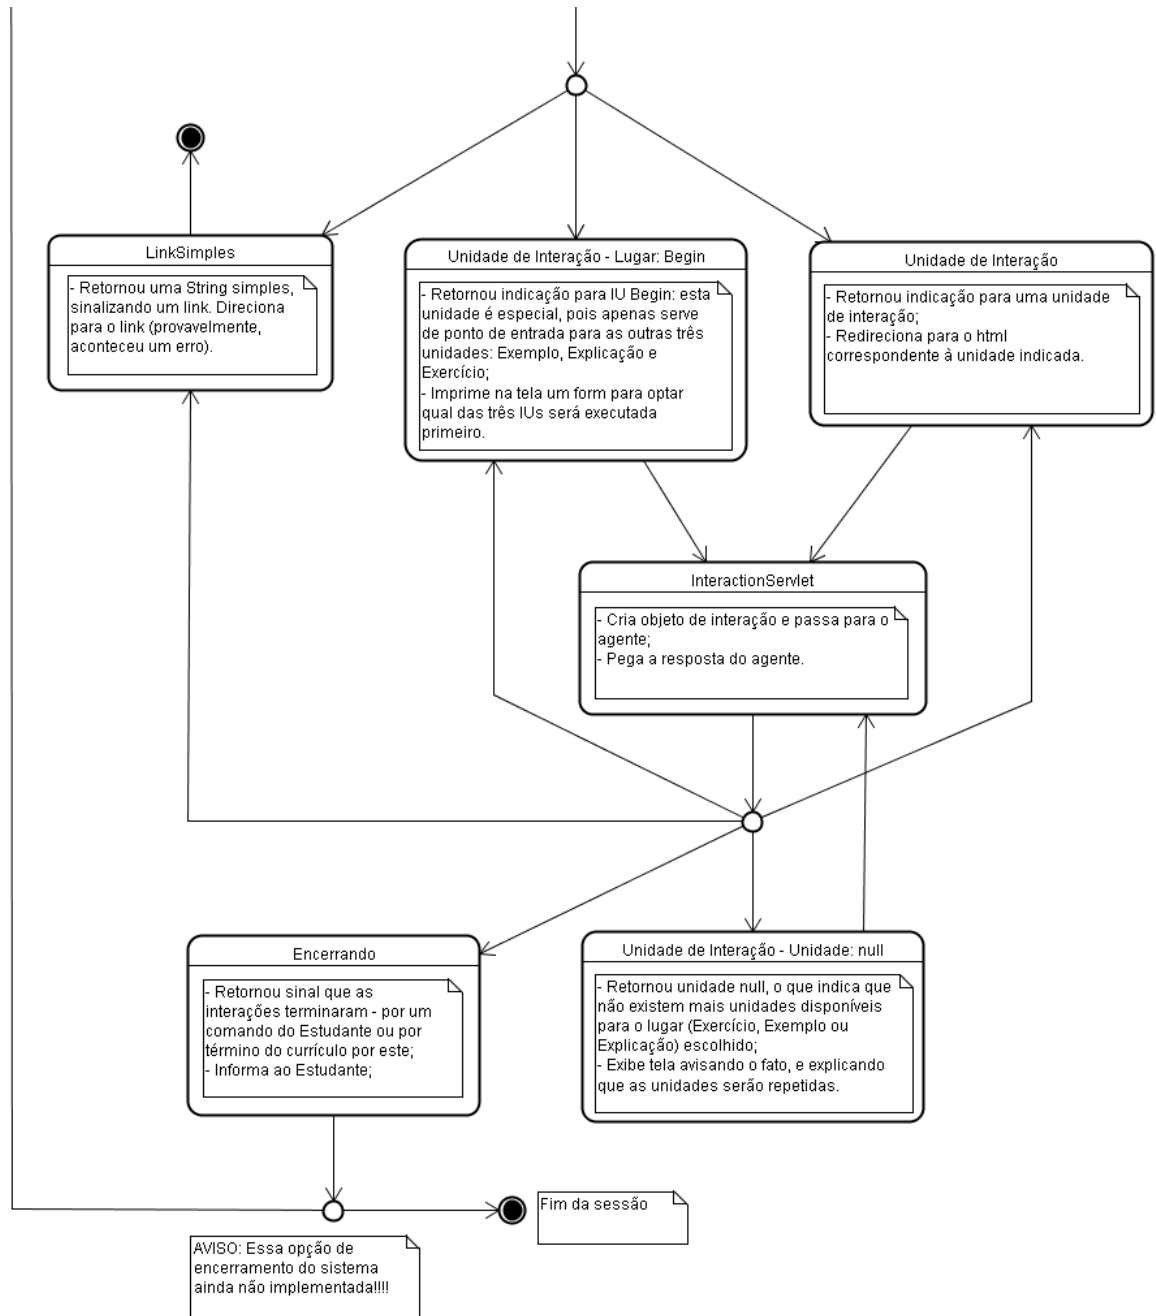 LinkSimples
- Retornou uma String simples,
sinalizando um link. Direciona
para o link (provavelmente,
aconteceu um erro).
Unidade de Interação - Lugar: Begin
- Retornou indicação para IU Begin: esta
unidade é especial, pois apenas serve
de ponto de entrada para as outras três
unidades: Exemplo, Explicação e
Exercício;
- Imprime na tela um form para optar
qual das três IUs será executada
primeiro.
Unidade de Interação
- Retornou indicação para uma unidade
de interação;
- Redireciona para o html
correspondente à unidade indicada.
InteractionServlet
- Cria objeto de interação e passa para o
agente;
- Pega a resposta do agente.
Encerrando
- Retornou sinal que as
interações terminaram - por um
comando do Estudante ou por
término do currículo por este;
- Informa ao Estudante;
Unidade de Interação - Unidade: null
- Retornou unidade null, o que indica que
não existem mais unidades disponíveis
para o lugar (Exercício, Exemplo ou
Explicação) escolhido;
- Exibe tela avisando o fato, e explicando
que as unidades serão repetidas.
Fim da sessão
AVISO: Essa opção de
encerramento do sistema
ainda não implementada!!!!